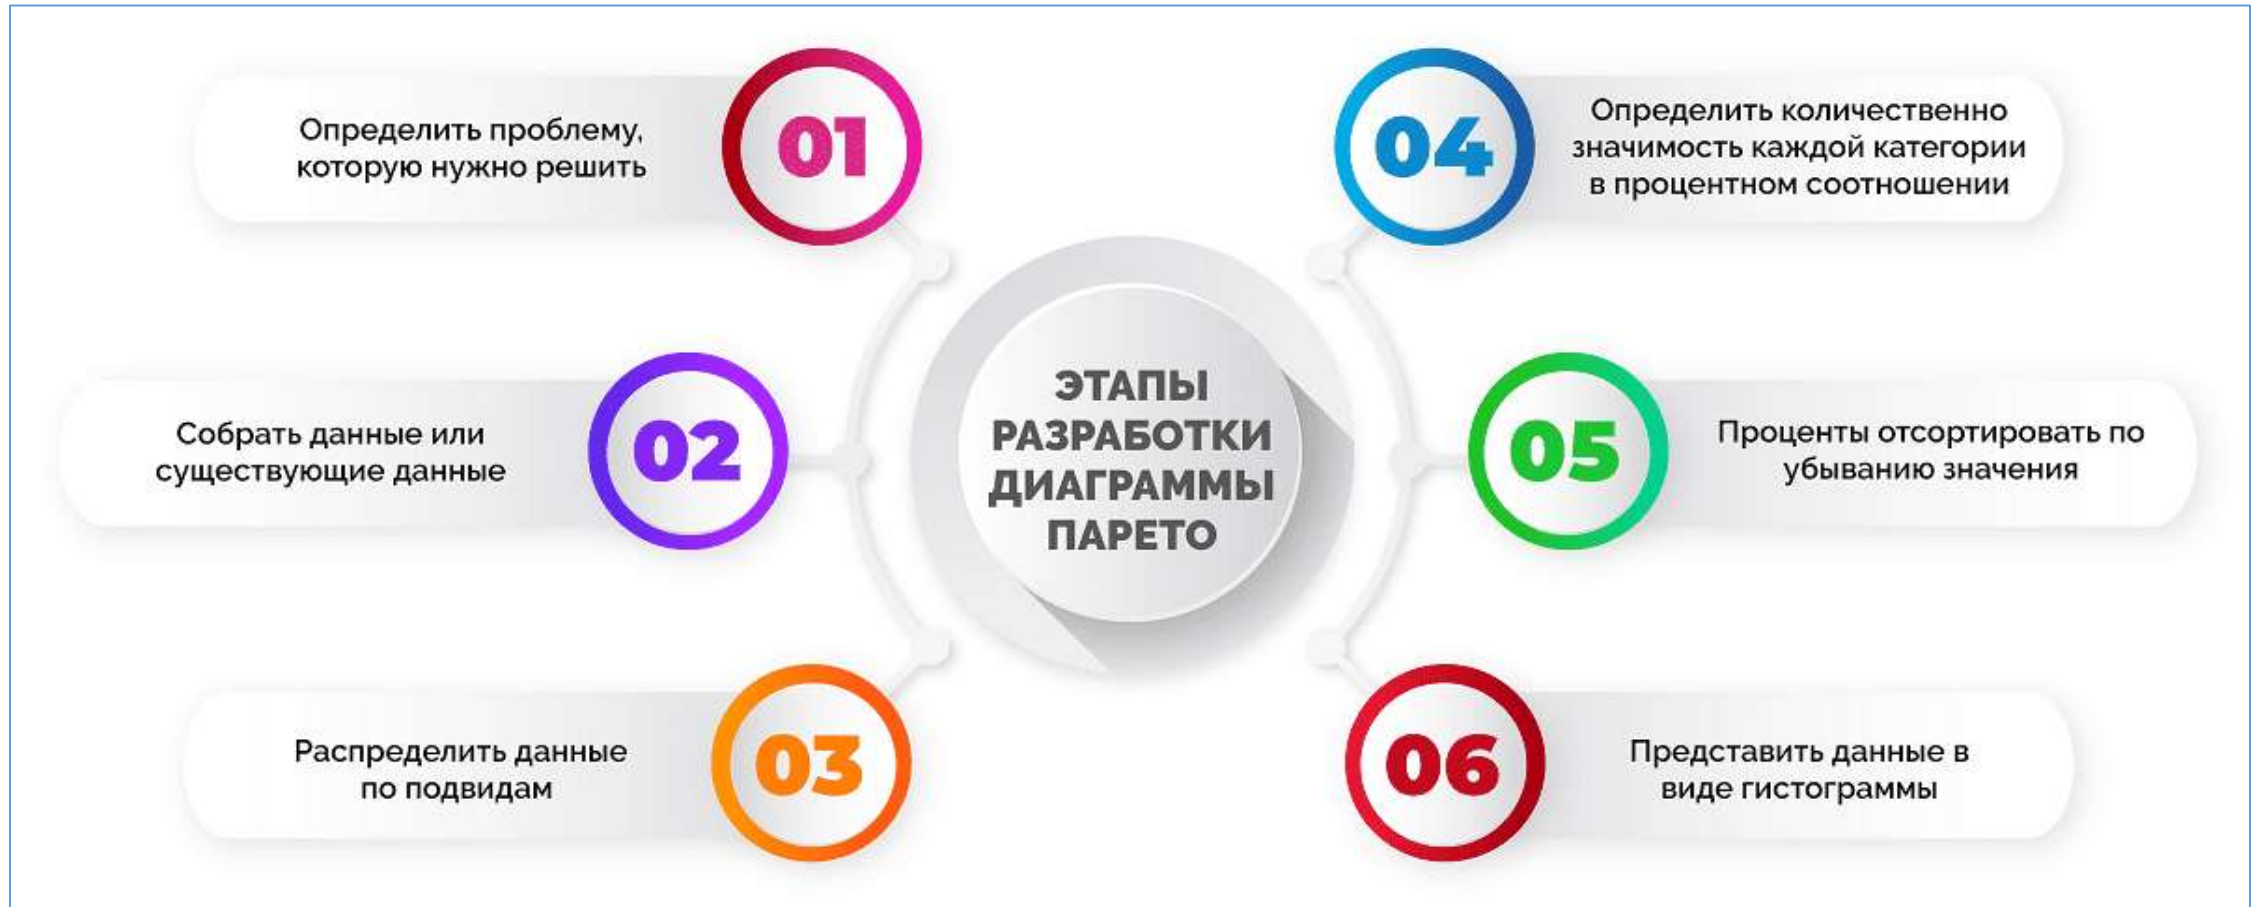 Определить проблему,
которую нужно решить
01
Собрать данные или
существующие данные
02
Распределить данные
по подвидам
03
ЭТАПЫ
РАЗРАБОТКИ
ДИАГРАММЫ
ПАРЕТО
04
Определить количественно
значимость каждой категории
в процентном соотношении
05
Проценты отсортировать по
убыванию значения
06
Представить данные в
виде гистограммы